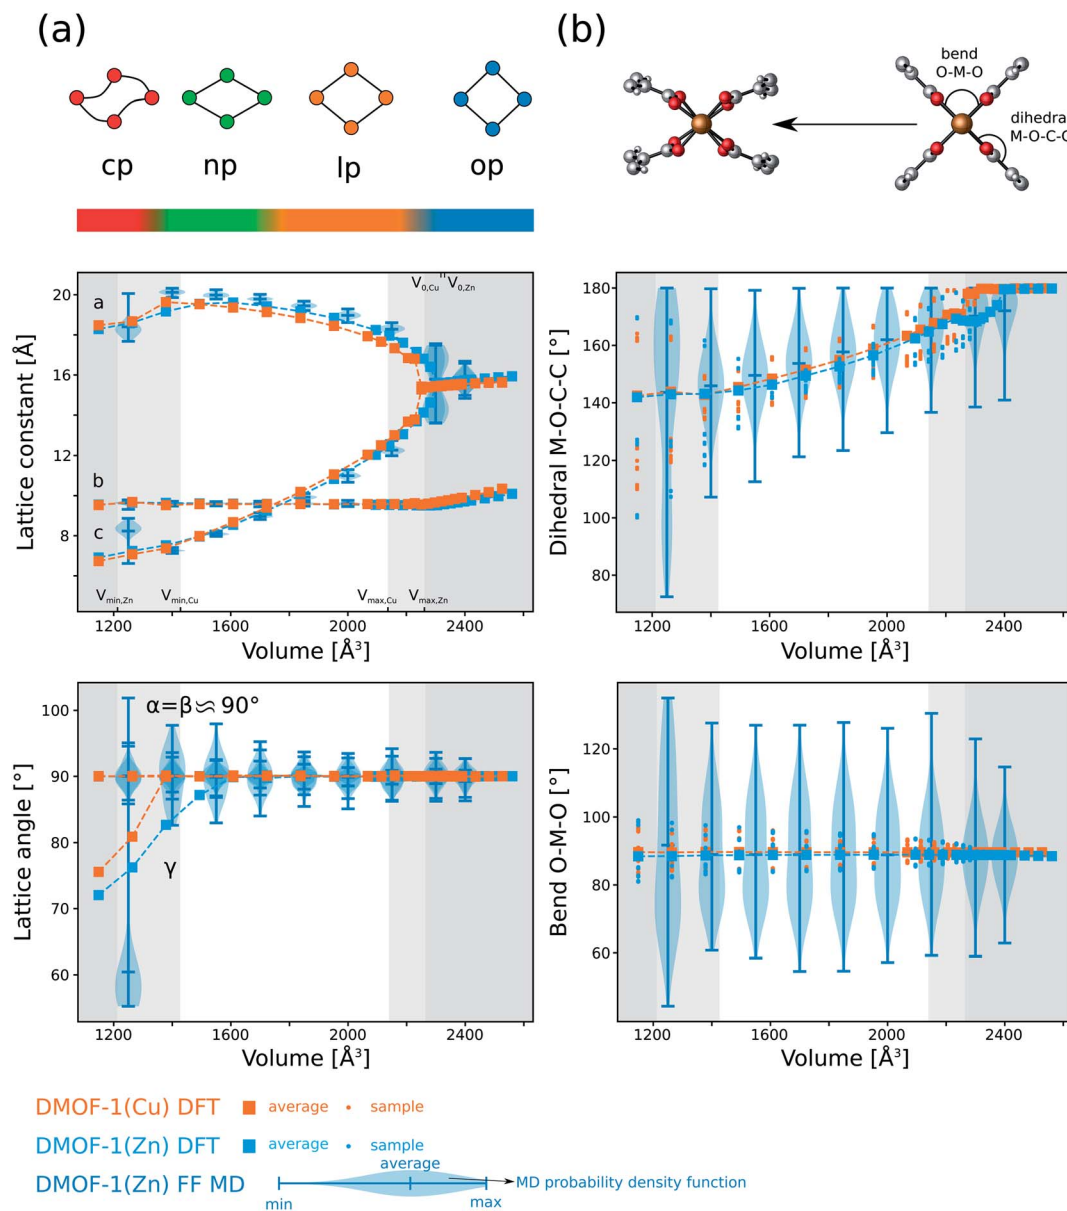 (a)
cp np lp op
(b)
bend
O-M-O
dihedral
M-O-C-C
Lattice constant [Å]
20
16
12
8
a
b
c
V0,Cu V0,Zn
Vmin,Zn Vmin,Cu Vmax,Cu Vmax,Zn
1200 1600 2000 2400
Volume [Å³]
Dihedral M-O-C-C [°]
180
160
140
120
100
80
1200 1600 2000 2400
Volume [Å³]
Lattice angle [°]
100
90
80
70
60
α=β≈90°
γ
1200 1600 2000 2400
Volume [Å³]
Bend O-M-O [°]
120
100
80
60
1200 1600 2000 2400
Volume [Å³]
DMOF-1(Cu) DFT average sample
DMOF-1(Zn) DFT average sample
average
DMOF-1(Zn) FF MD MD probability density function
min max